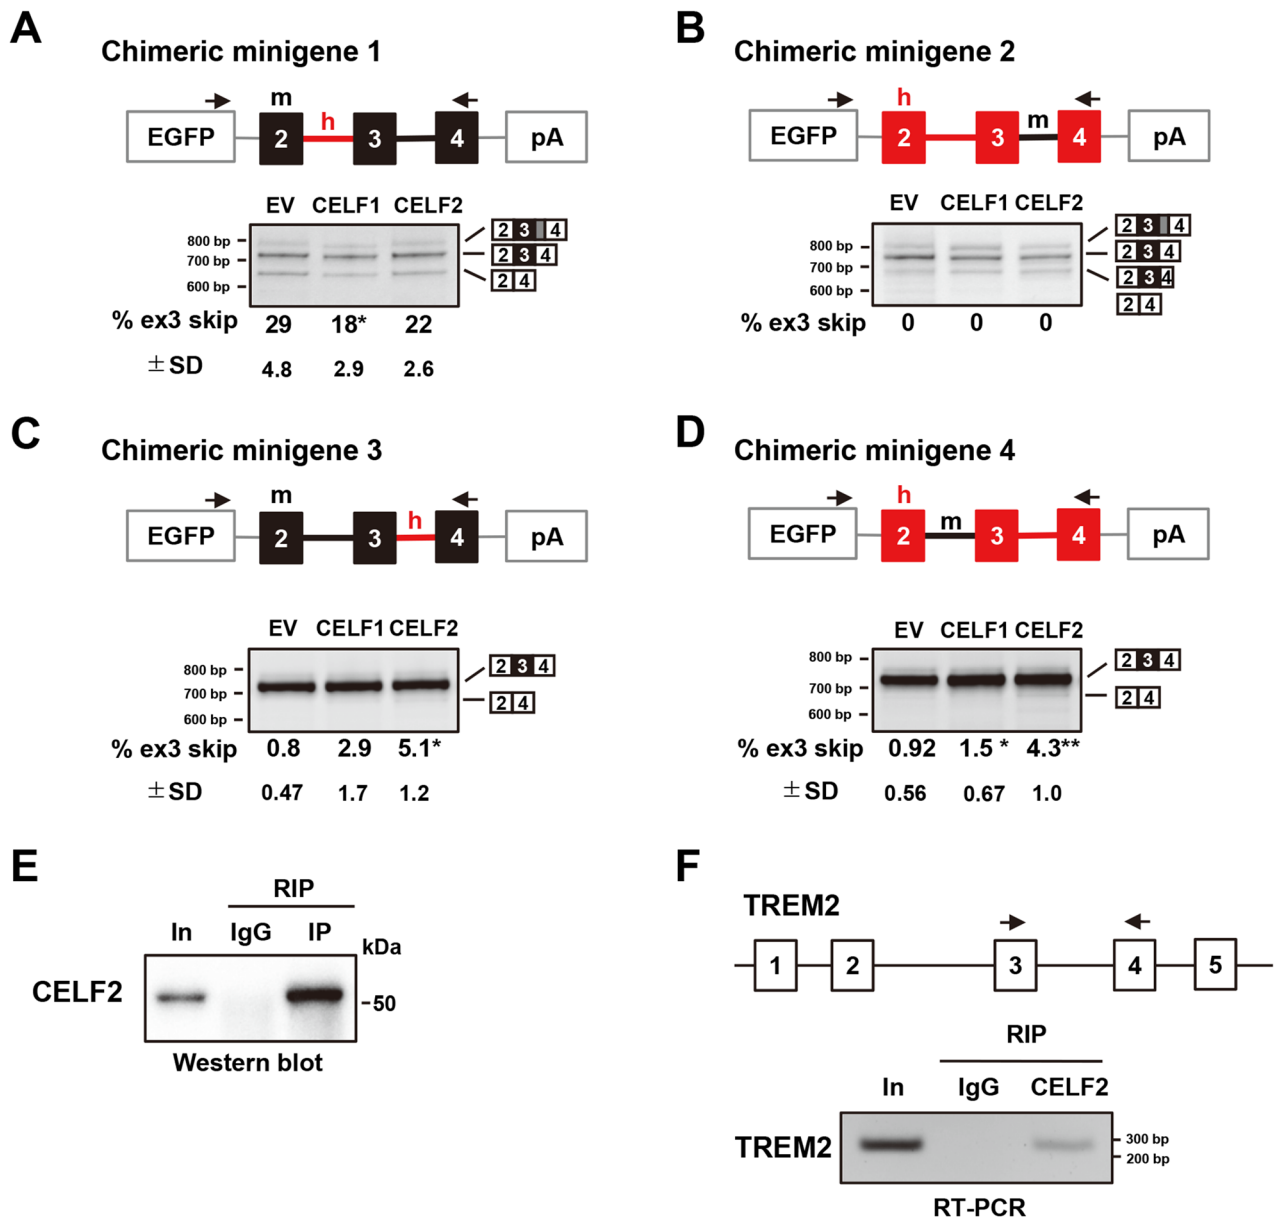 A
Chimeric minigene 1
m
h
EGFP 2 3 4 pA
EV CELF1 CELF2
800 bp
700 bp
600 bp
2 3 4
2 3 4
2 4
% ex3 skip 29 18* 22
±SD 4.8 2.9 2.6
B
Chimeric minigene 2
h
m
EGFP 2 3 4 pA
EV CELF1 CELF2
800 bp
700 bp
600 bp
2 3 4
2 3 4
2 3 4
2 4
% ex3 skip 0 0 0
C
Chimeric minigene 3
m
h
EGFP 2 3 4 pA
EV CELF1 CELF2
800 bp
700 bp
600 bp
2 3 4
2 4
% ex3 skip 0.8 2.9 5.1*
±SD 0.47 1.7 1.2
D
Chimeric minigene 4
h
m
EGFP 2 3 4 pA
EV CELF1 CELF2
800 bp
700 bp
600 bp
2 3 4
2 4
% ex3 skip 0.92 1.5 * 4.3**
±SD 0.56 0.67 1.0
E
RIP
In IgG IP
kDa
CELF2
-50
Western blot
F
TREM2
1 2 3 4 5
RIP
In IgG CELF2
TREM2
300 bp
200 bp
RT-PCR